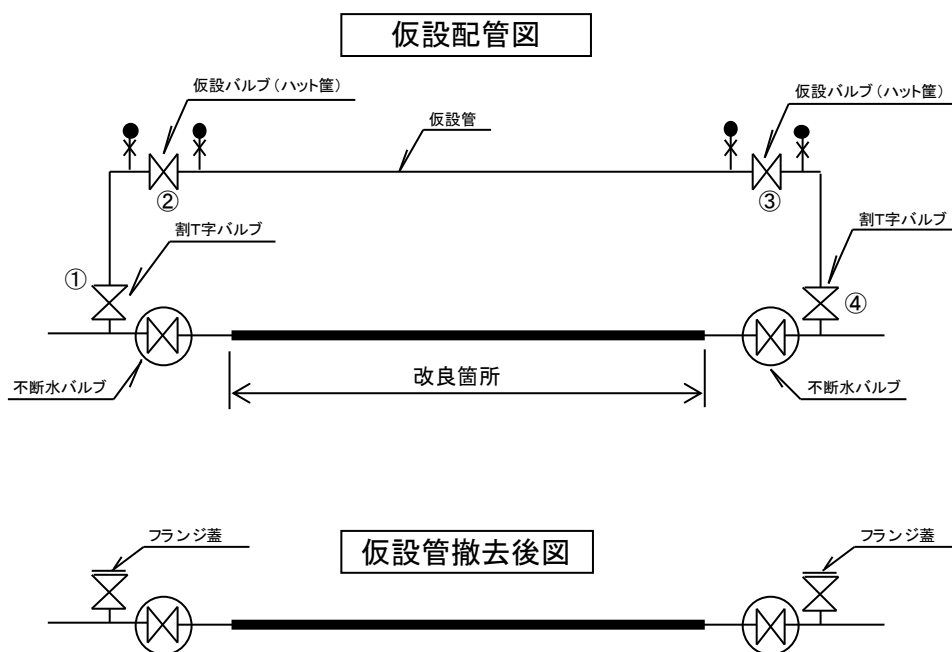 仮設配管図
仮設バルブ（ハット筺）
仮設バルブ（ハット筺）
仮設管
②
③
割T字バルブ
割T字バルブ
①
④
改良箇所
不断水バルブ
不断水バルブ
フランジ蓋
仮設管撤去後図
フランジ蓋